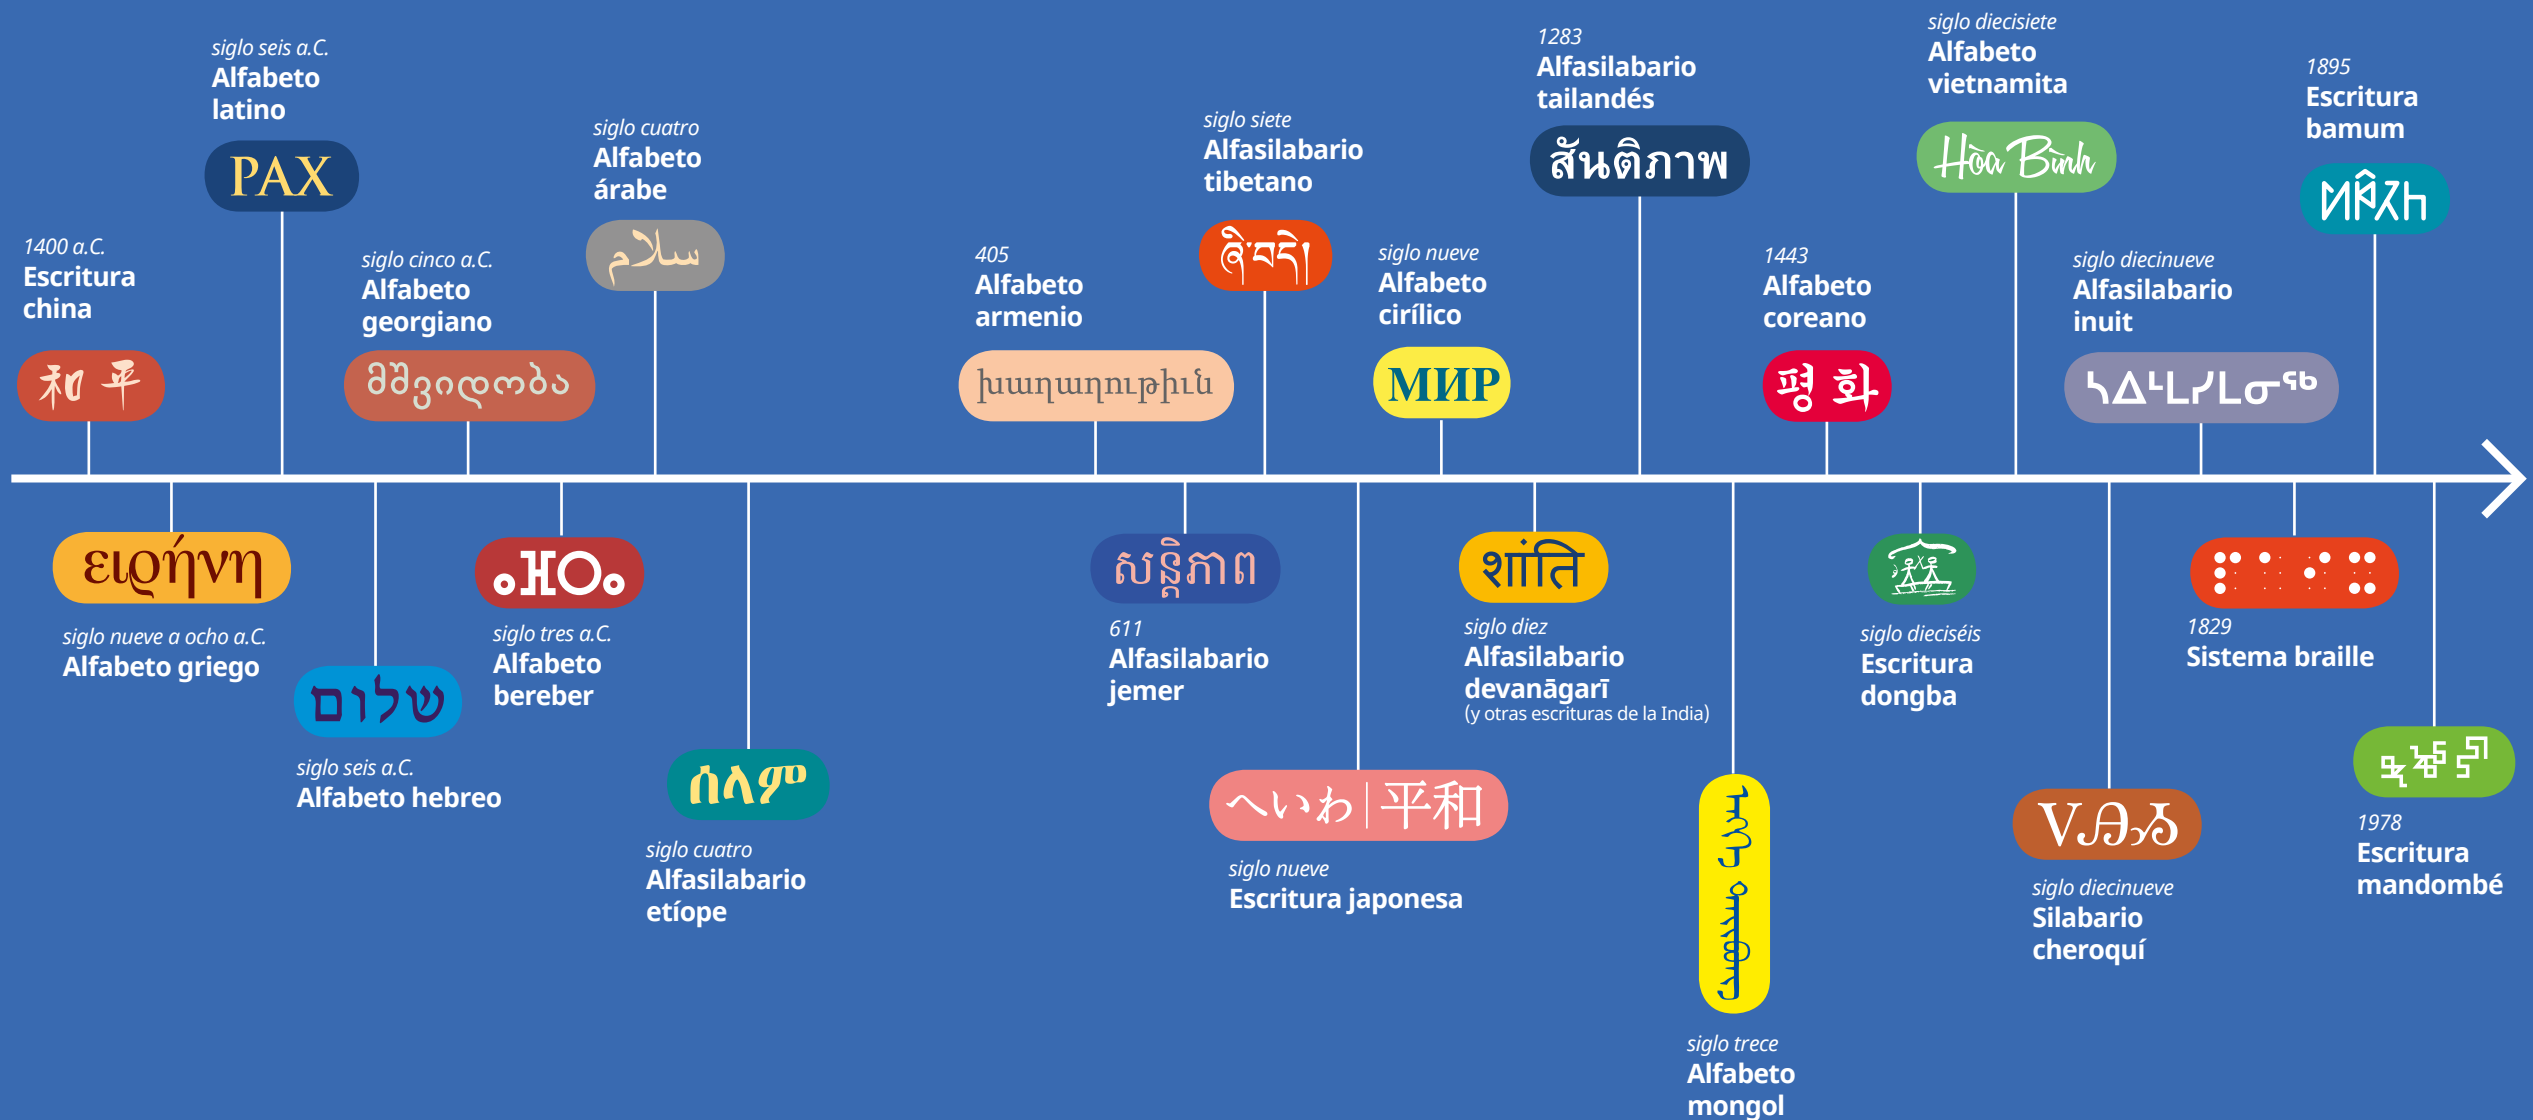 1400 a.C.
Escritura
china
和平
siglo nueve a ocho a.C.
Alfabeto griego
ειρήνη
siglo seis a.C.
Alfabeto
latino
PAX
siglo seis a.C.
Alfabeto hebreo
שלום
siglo cinco a.C.
Alfabeto
georgiano
მშვიდობა
siglo tres a.C.
Alfabeto
bereber
ⴰⵣⵔⴰ
siglo cuatro
Alfabeto
árabe
سلام
siglo cuatro
Alfasilabario
etíope
ሰላም
405
Alfabeto
armenio
խաղաղություն
611
Alfasilabario
jemer
សន្តិភាព
siglo siete
Alfasilabario
tibetano
ཞི་བདེ།
siglo nueve
Escritura japonesa
へいわ|平和
siglo nueve
Alfabeto
cirílico
МИР
siglo diez
Alfasilabario
devanāgarī
(y otras escrituras de la India)
शांति
1283
Alfasilabario
tailandés
สันติภาพ
siglo trece
Alfabeto
mongol
1443
Alfabeto
coreano
평화
siglo dieciséis
Escritura
dongba
siglo diecisiete
Alfabeto
vietnamita
Hòa Bình
siglo diecinueve
Silabario
cheroquí
siglo diecinueve
Alfasilabario
inuit
ᓴᐃᒻᒪᓯᒪᓂᖅ
1829
Sistema braille
1895
Escritura
bamum
1978
Escritura
mandombé